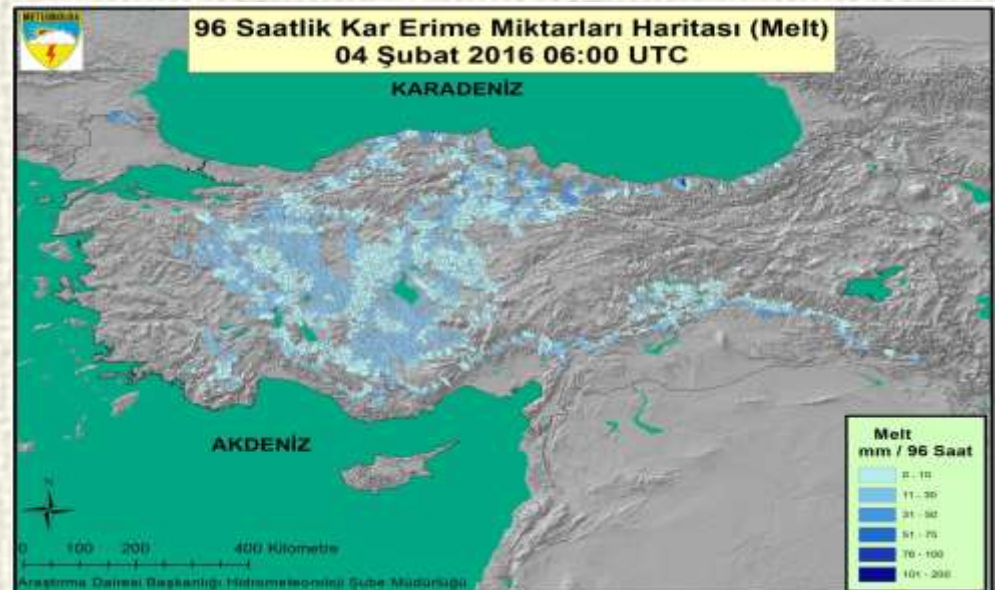 METEOROLOJİ
96 Saatlik Kar Erime Miktarları Haritası (Melt)
04 Şubat 2016 06:00 UTC
KARADENİZ
AKDENİZ
N
0 100 200 400 Kilometre
Araştırma Dairesi Başkanlığı Hidrometeoroloji Şube Müdürlüğü
Melt
mm / 96 Saat
0 - 10
11 - 30
31 - 50
51 - 75
76 - 100
101 - 200